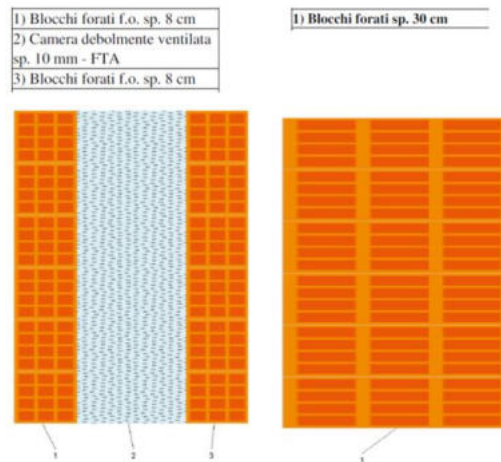 1) Blocchi forati f.o. sp. 8 cm
2) Camera debolmente ventilata
sp. 10 mm - FTA
3) Blocchi forati f.o. sp. 8 cm
1) Blocchi forati sp. 30 cm
1
2
3
1